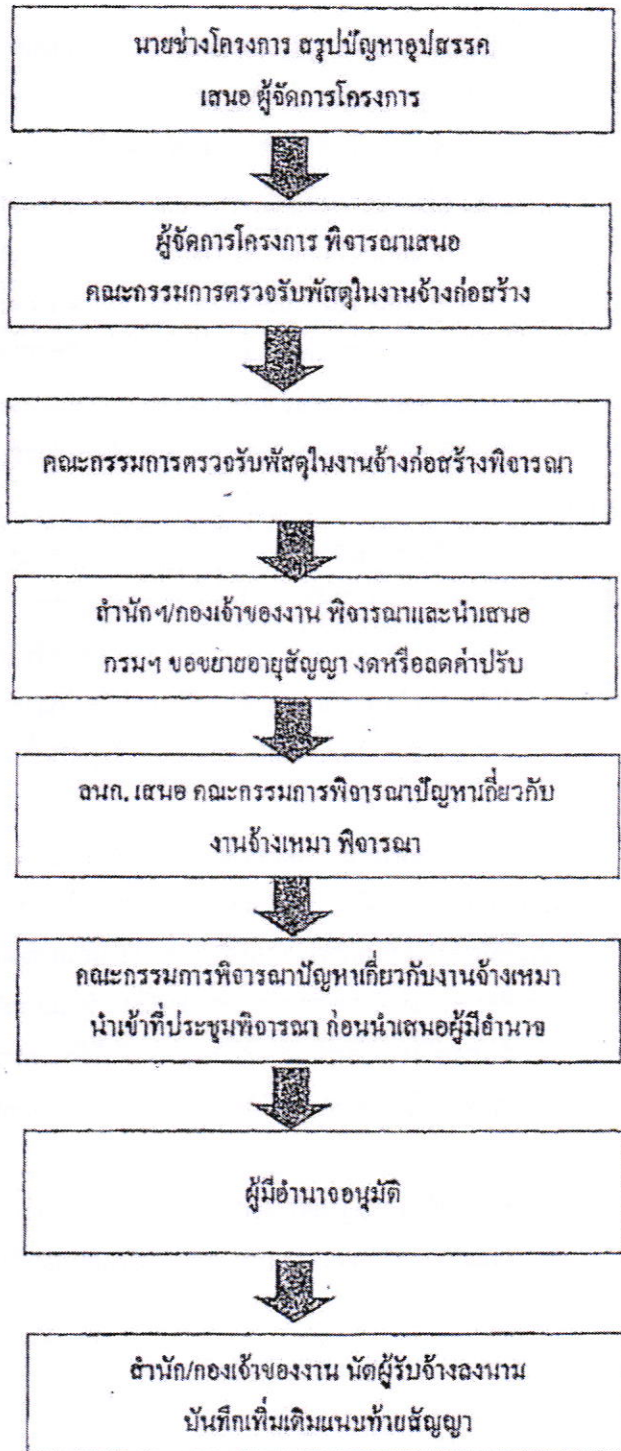 นายช่างโครงการ สรุปปัญหาอุปสรรค
เสนอ ผู้จัดการโครงการ
ผู้จัดการโครงการ พิจารณาเสนอ
คณะกรรมการตรวจรับพัสดุในงานจ้างก่อสร้าง
คณะกรรมการตรวจรับพัสดุในงานจ้างก่อสร้างพิจารณา
สำนักฯ/กองเจ้าของงาน พิจารณาและนำเสนอ
กรมฯ ขอขยายอายุสัญญา งดหรือลดค่าปรับ
ลนก. เสนอ คณะกรรมการพิจารณาปัญหาเกี่ยวกับ
งานจ้างเหมา พิจารณา
คณะกรรมการพิจารณาปัญหาเกี่ยวกับงานจ้างเหมา
นำเข้าที่ประชุมพิจารณา ก่อนนำเสนอผู้มีอำนาจ
ผู้มีอำนาจอนุมัติ
สำนัก/กองเจ้าของงาน นัดผู้รับจ้างลงนาม
บันทึกเพิ่มเติมแนบท้ายสัญญา